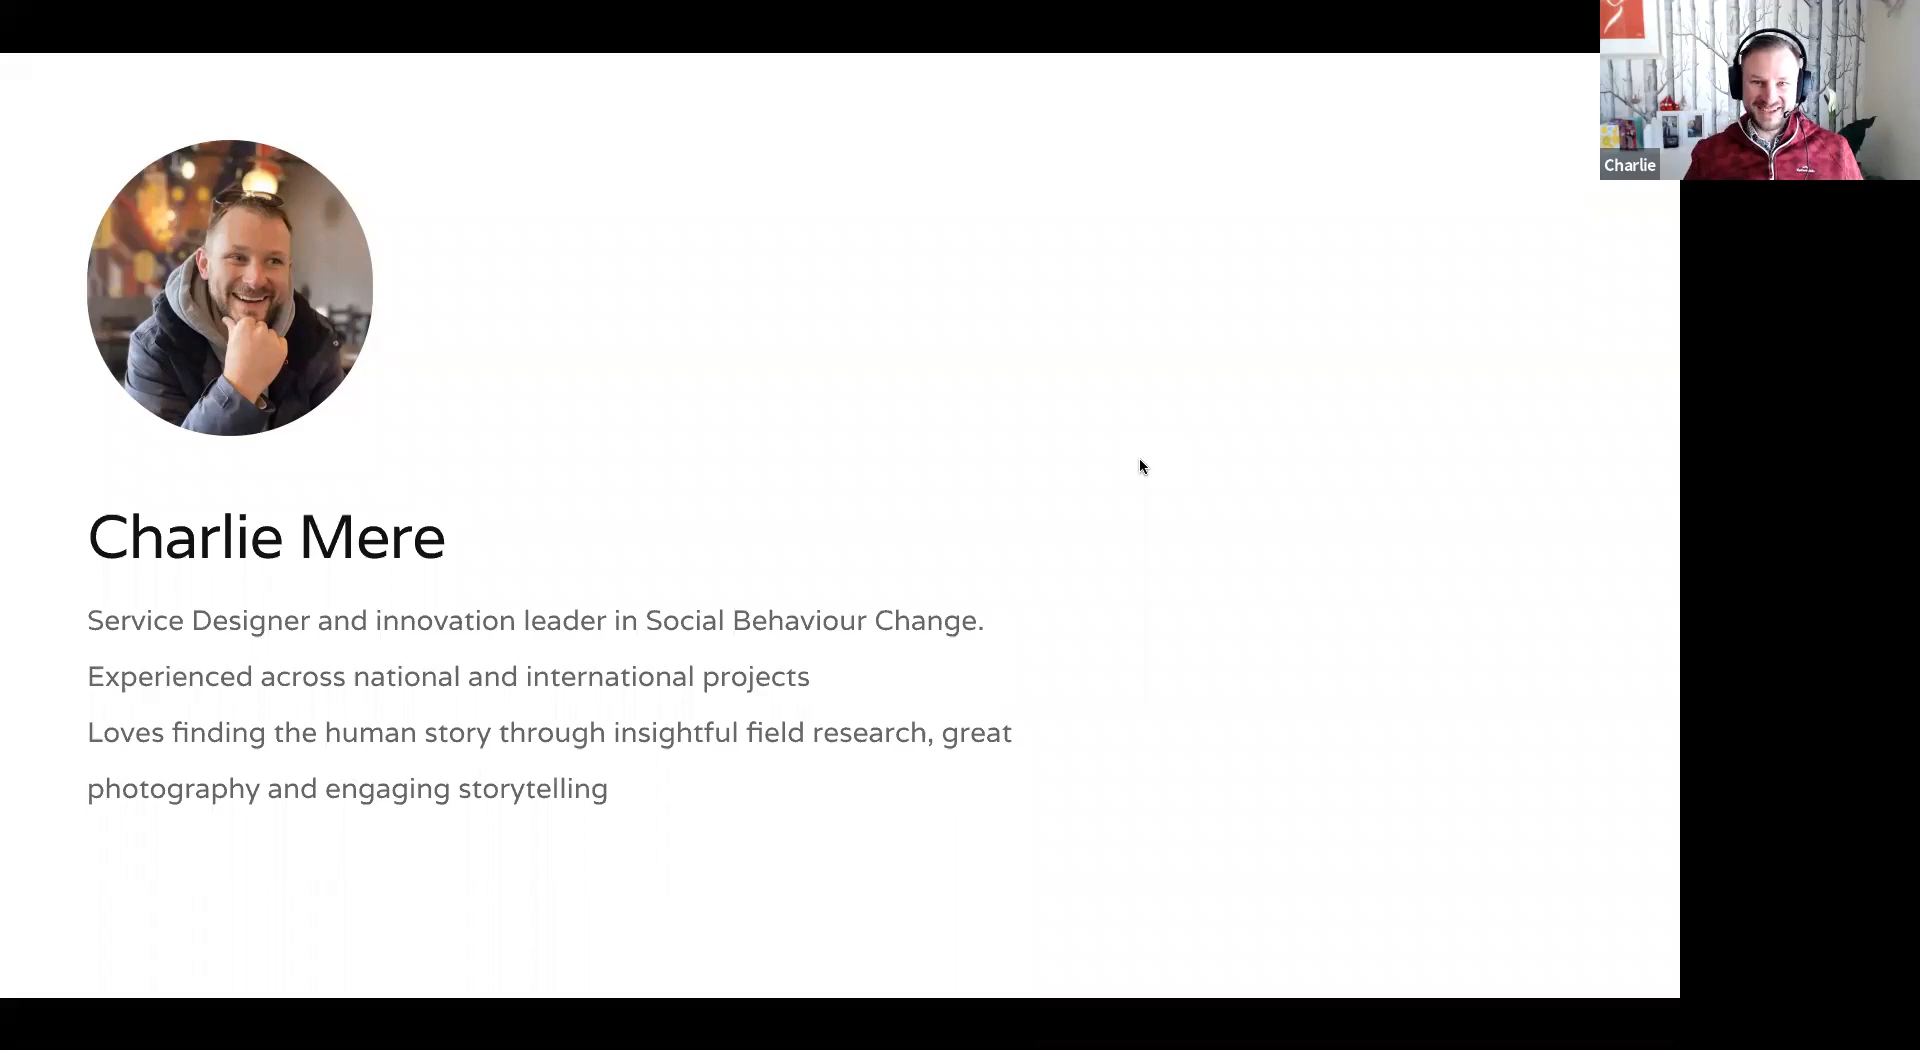 Charlie
Charlie Mere
Service Designer and innovation leader in Social Behaviour Change.
Experienced across national and international projects
Loves finding the human story through insightful field research, great
photography and engaging storytelling